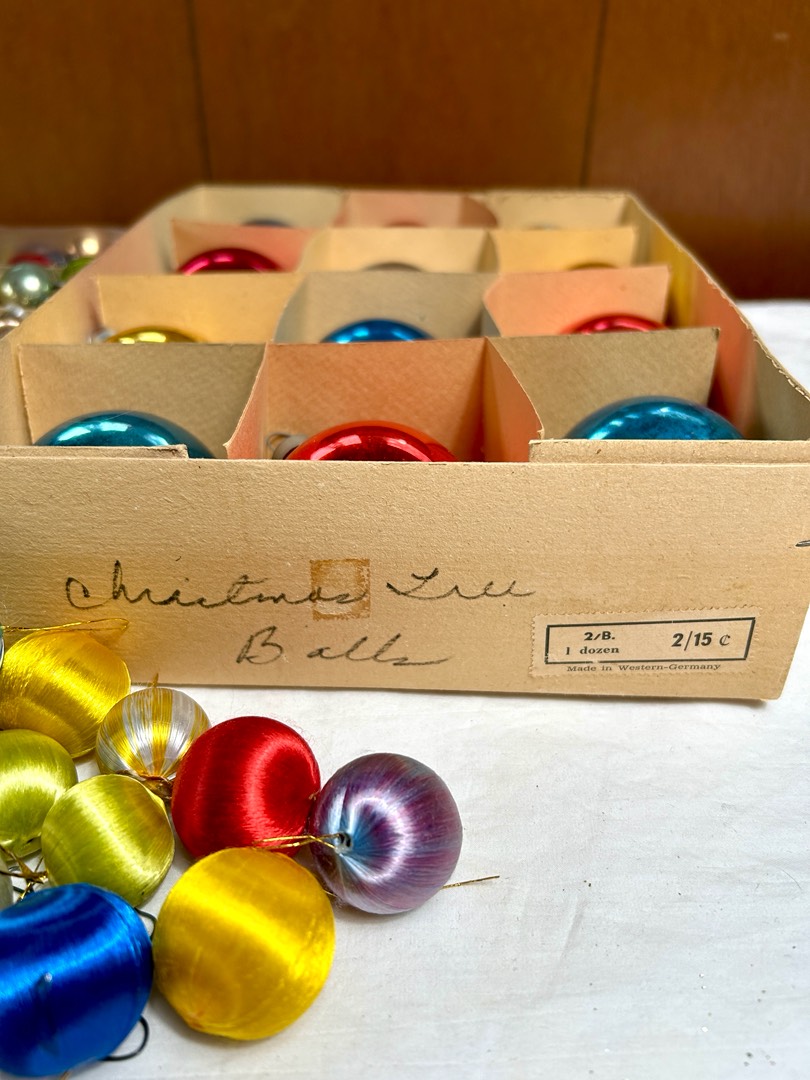 Christmas Tree
Balls
2/B.
1 dozen
2/15 ¢
Made in Western-Germany